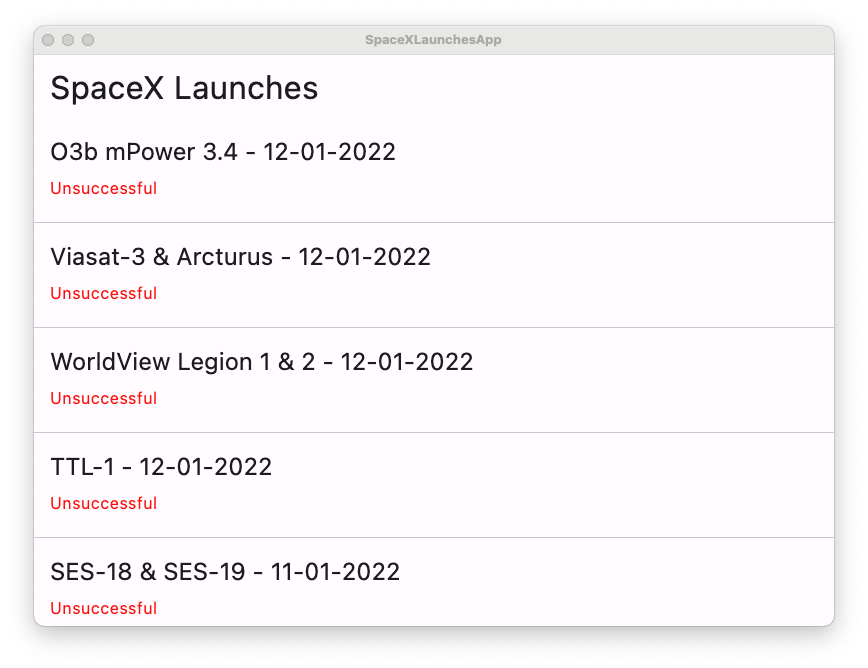 SpaceXLaunchesApp
SpaceX Launches
O3b mPower 3.4 - 12-01-2022
Unsuccessful
Viasat-3 & Arcturus - 12-01-2022
Unsuccessful
WorldView Legion 1 & 2 - 12-01-2022
Unsuccessful
TTL-1 - 12-01-2022
Unsuccessful
SES-18 & SES-19 - 11-01-2022
Unsuccessful